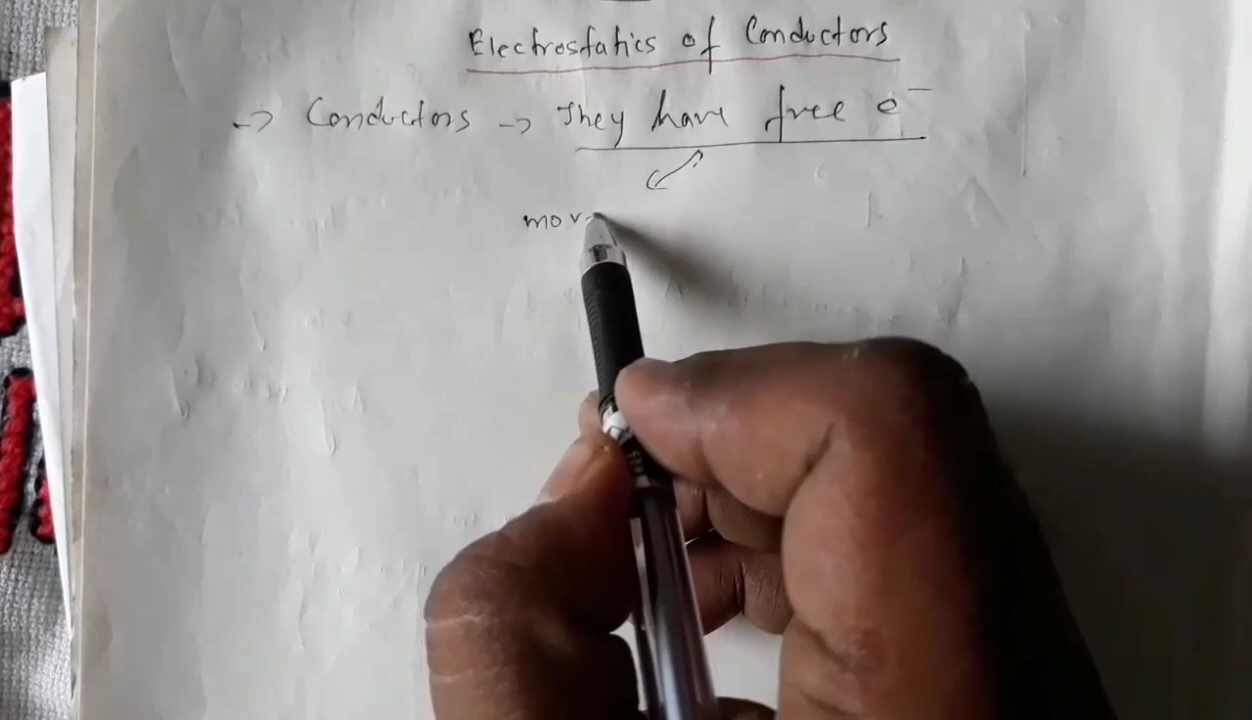 Electrostatics of Conductors
-> Conductors -> They have free e⁻
mov